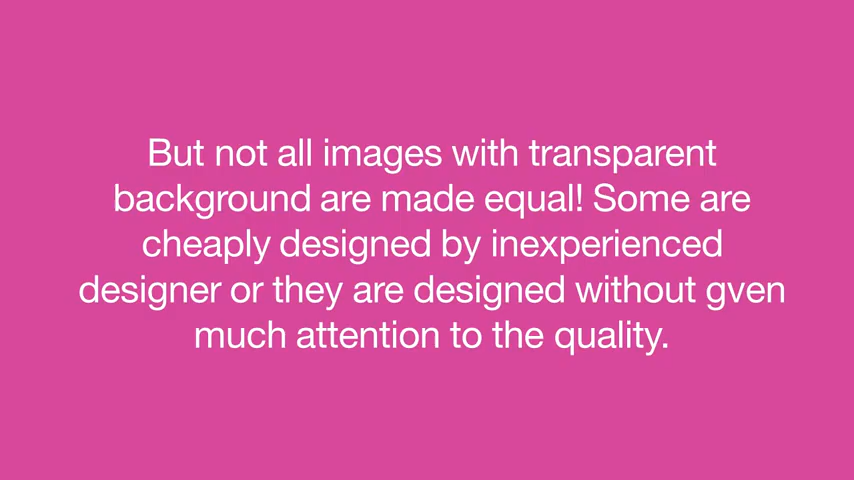 But not all images with transparent
background are made equal! Some are
cheaply designed by inexperienced
designer or they are designed without gven
much attention to the quality.